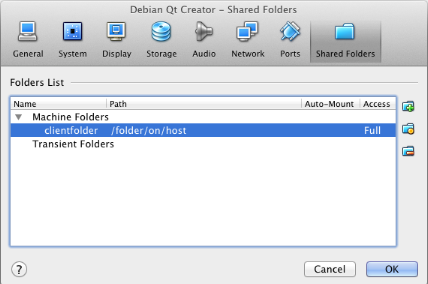 Debian Qt Creator – Shared Folders
General System Display Storage Audio Network Ports Shared Folders
Folders List
Name Path Auto-Mount Access
Machine Folders
clientfolder /folder/on/host Full
Transient Folders
? Cancel OK